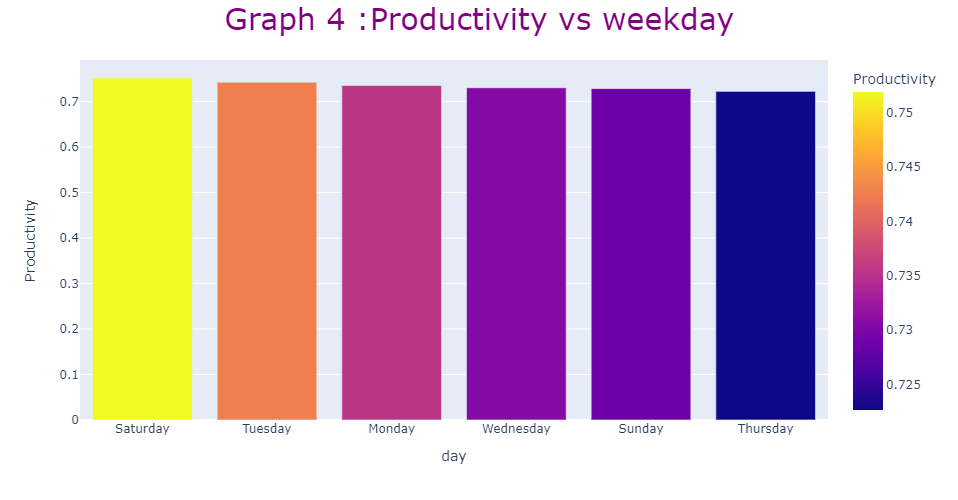 Graph 4 :Productivity vs weekday
Productivity
0.7
0.6
0.5
0.4
0.3
0.2
0.1
0
Saturday Tuesday Monday Wednesday Sunday Thursday
day
Productivity
0.75
0.745
0.74
0.735
0.73
0.725